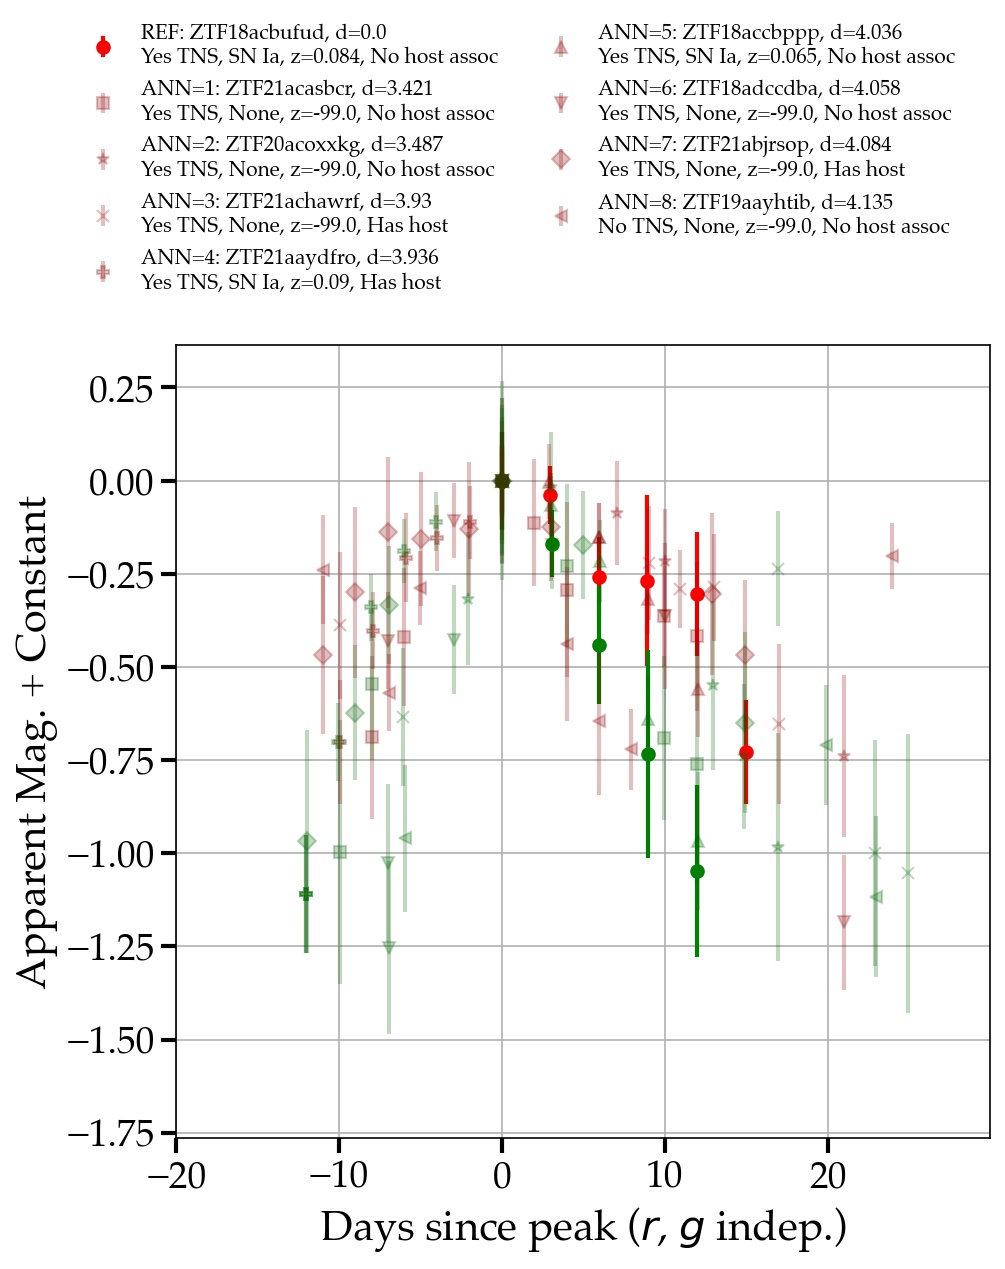 REF: ZTF18acbufud, d=0.0
Yes TNS, SN Ia, z=0.084, No host assoc
ANN=1: ZTF21acasbcr, d=3.421
Yes TNS, None, z=-99.0, No host assoc
ANN=2: ZTF20acoxxkg, d=3.487
Yes TNS, None, z=-99.0, No host assoc
ANN=3: ZTF21achawrf, d=3.93
Yes TNS, None, z=-99.0, Has host
ANN=4: ZTF21aaydfro, d=3.936
Yes TNS, SN Ia, z=0.09, Has host
ANN=5: ZTF18accbppp, d=4.036
Yes TNS, SN Ia, z=0.065, No host assoc
ANN=6: ZTF18adccdba, d=4.058
Yes TNS, None, z=-99.0, No host assoc
ANN=7: ZTF21abjrsop, d=4.084
Yes TNS, None, z=-99.0, Has host
ANN=8: ZTF19aayhtib, d=4.135
No TNS, None, z=-99.0, No host assoc
Apparent Mag. + Constant
0.25
0.00
−0.25
−0.50
−0.75
−1.00
−1.25
−1.50
−1.75
−20 −10 0 10 20
Days since peak (r, g indep.)